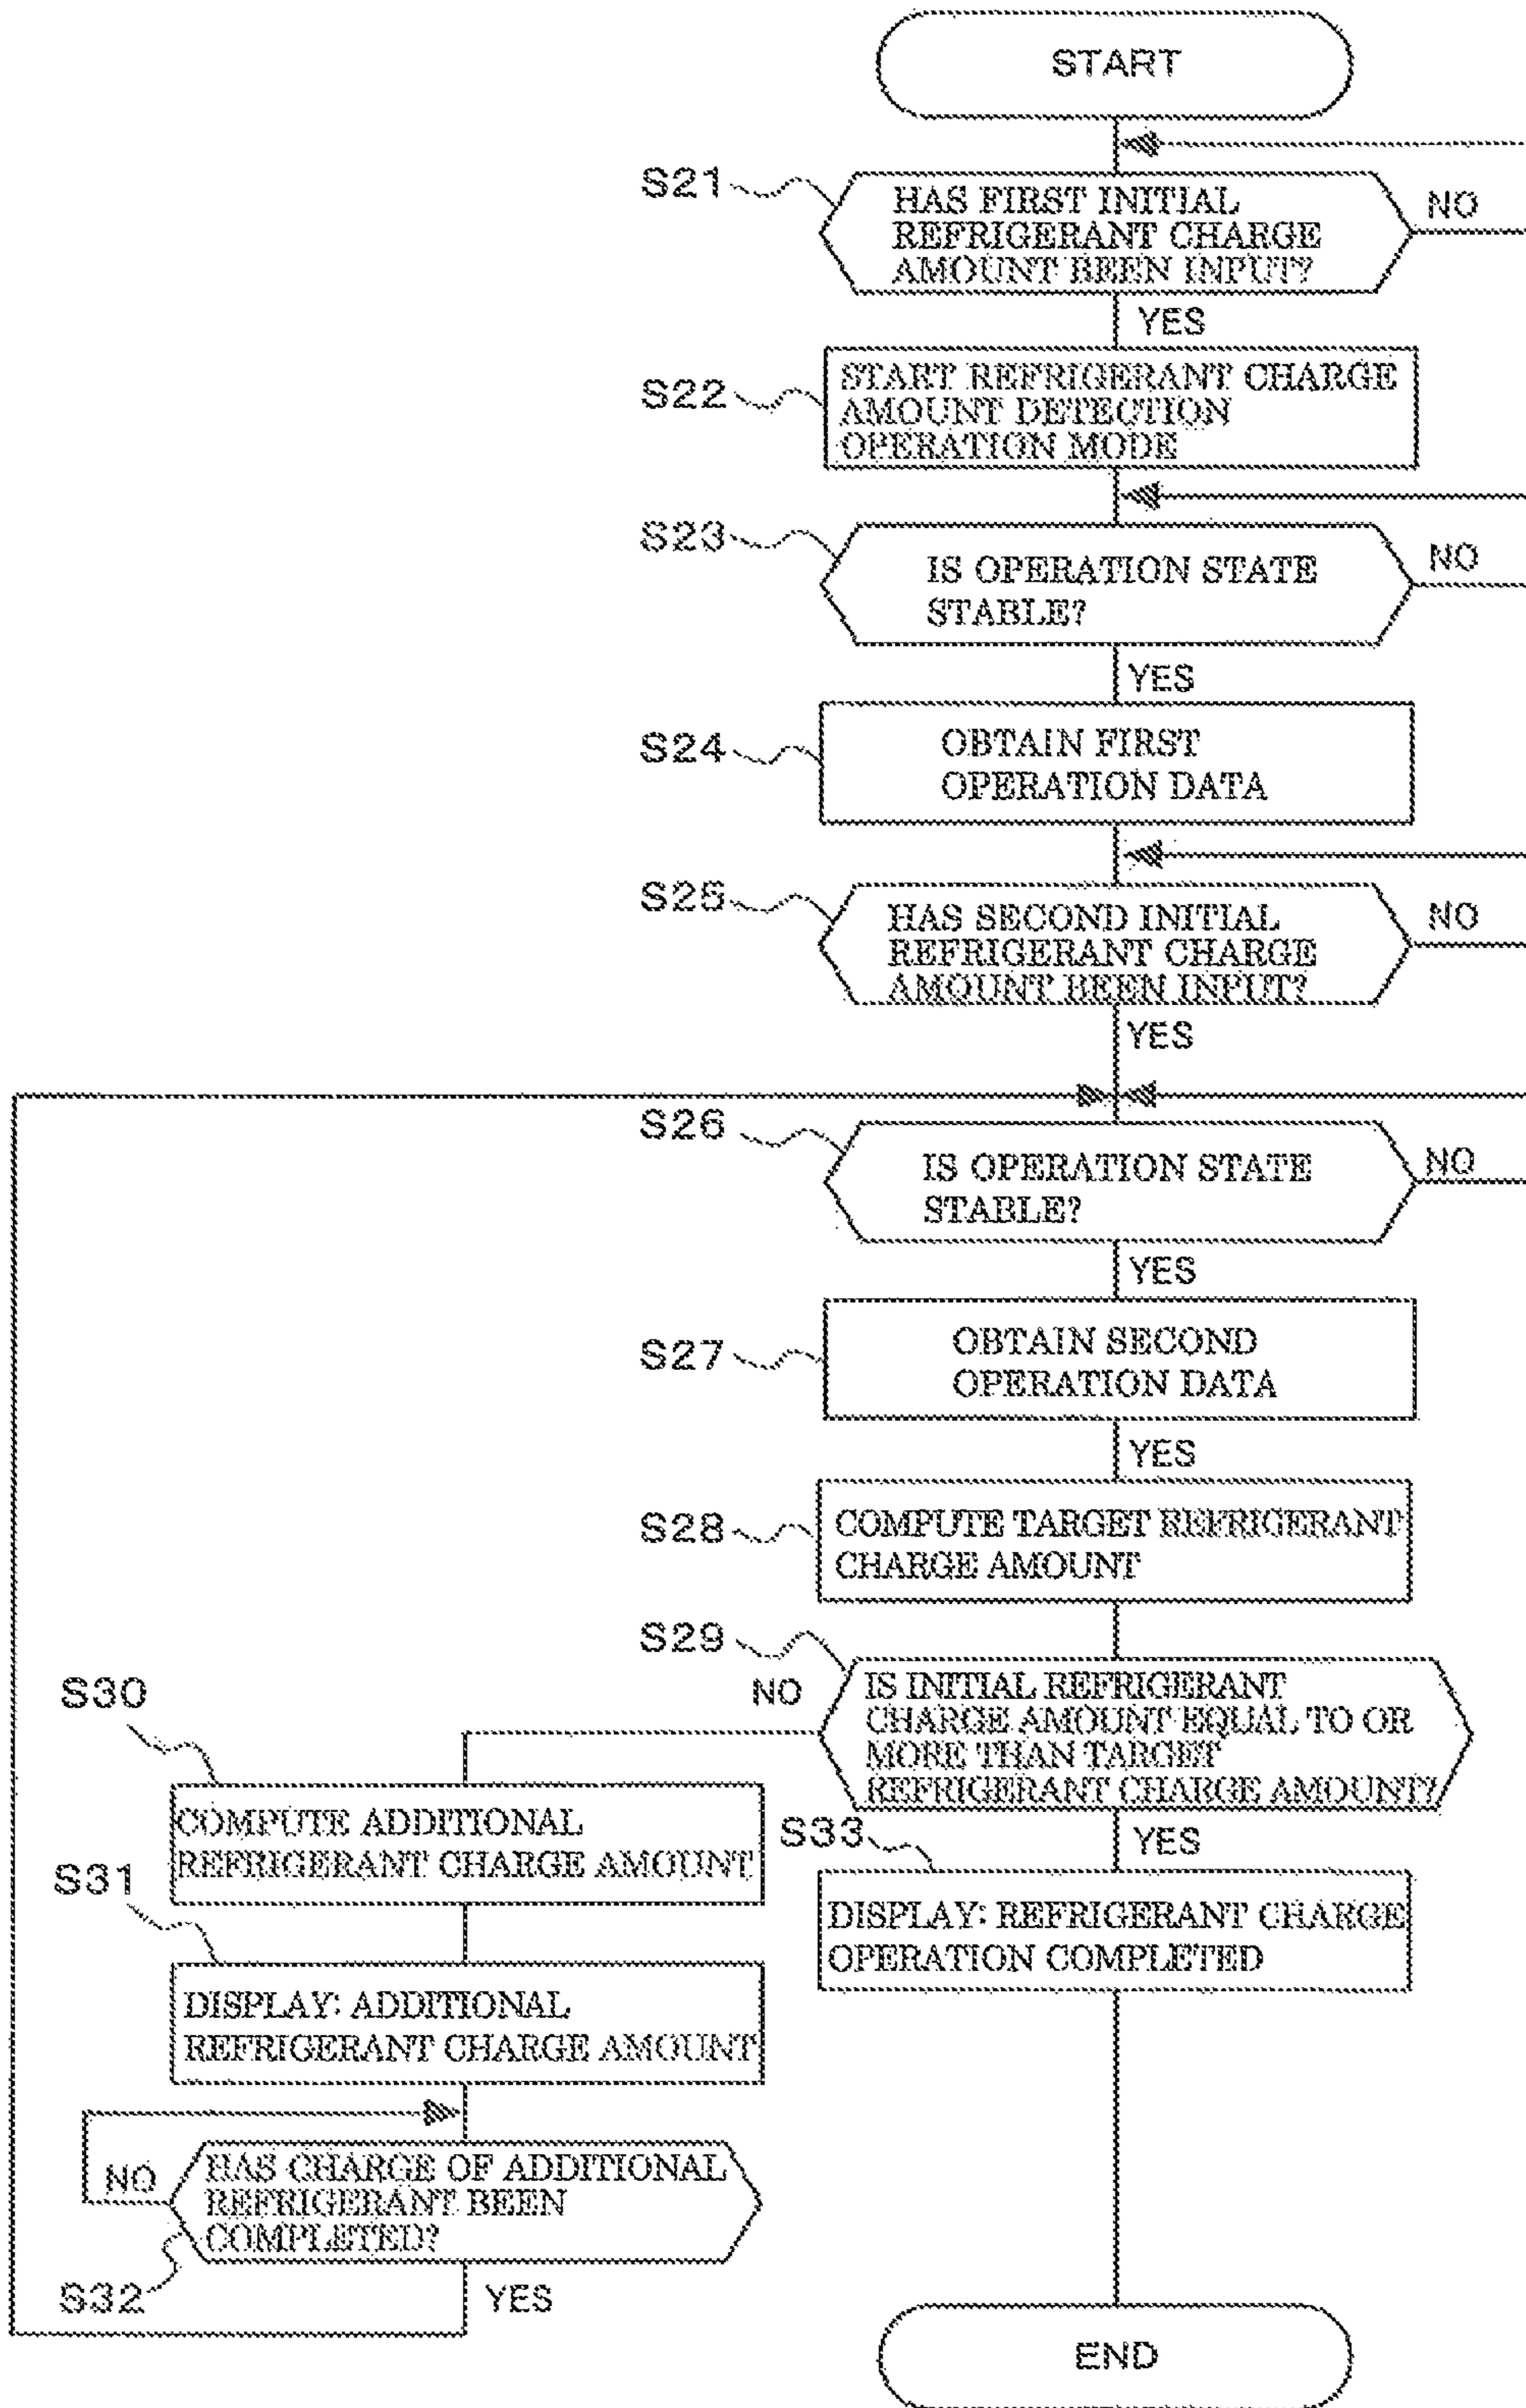 START
S21
HAS FIRST INITIAL
REFRIGERANT CHARGE
AMOUNT BEEN INPUT?
NO
YES
S22
START REFRIGERANT CHARGE
AMOUNT DETECTION
OPERATION MODE
S23
IS OPERATION STATE
STABLE?
NO
YES
S24
OBTAIN FIRST
OPERATION DATA
S25
HAS SECOND INITIAL
REFRIGERANT CHARGE
AMOUNT BEEN INPUT?
NO
YES
S26
IS OPERATION STATE
STABLE?
NO
YES
S27
OBTAIN SECOND
OPERATION DATA
YES
S28
COMPUTE TARGET REFRIGERANT
CHARGE AMOUNT
S29
IS INITIAL REFRIGERANT
CHARGE AMOUNT EQUAL TO OR
MORE THAN TARGET
REFRIGERANT CHARGE AMOUNT?
NO
YES
S30
COMPUTE ADDITIONAL
REFRIGERANT CHARGE AMOUNT
S31
DISPLAY: ADDITIONAL
REFRIGERANT CHARGE AMOUNT
S32
HAS CHARGE OF ADDITIONAL
REFRIGERANT BEEN
COMPLETED?
NO
YES
S33
DISPLAY: REFRIGERANT CHARGE
OPERATION COMPLETED
END